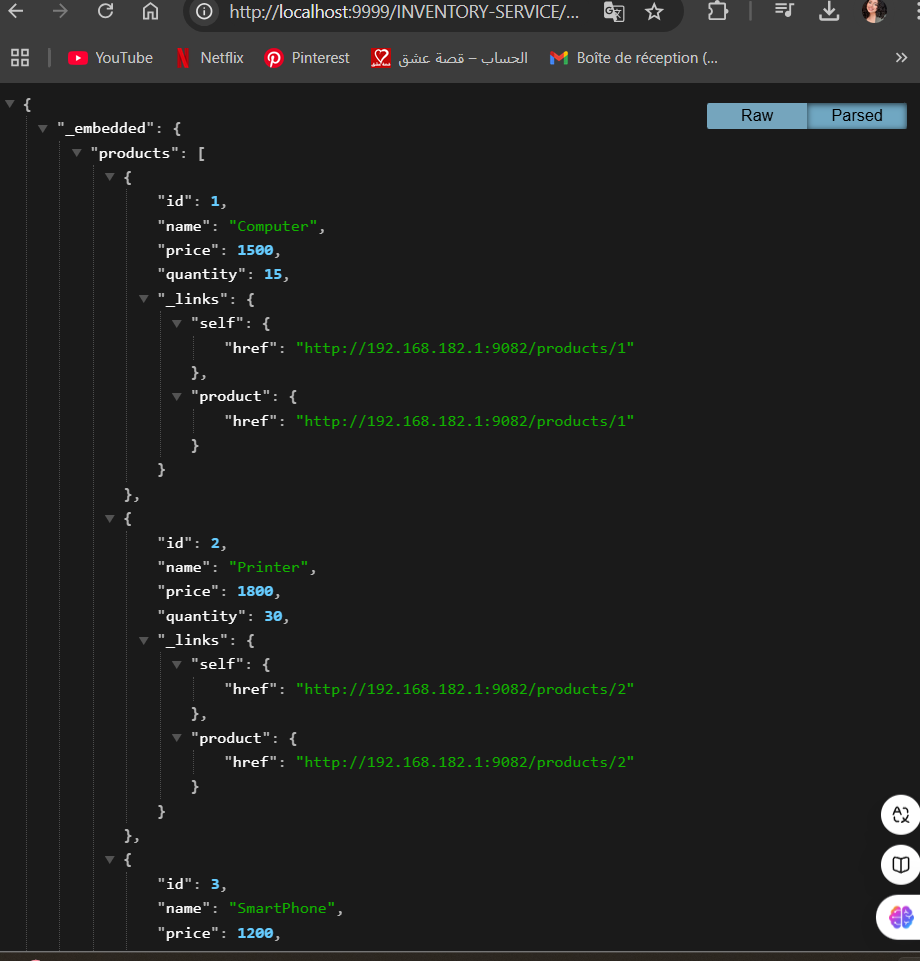 http://localhost:9999/INVENTORY-SERVICE/...
YouTube Netflix Pinterest الحساب – قصة عشق Boîte de réception (... »
Raw Parsed
{
"_embedded": {
"products": [
{
"id": 1,
"name": "Computer",
"price": 1500,
"quantity": 15,
"_links": {
"self": {
"href": "http://192.168.182.1:9082/products/1"
},
"product": {
"href": "http://192.168.182.1:9082/products/1"
}
}
},
{
"id": 2,
"name": "Printer",
"price": 1800,
"quantity": 30,
"_links": {
"self": {
"href": "http://192.168.182.1:9082/products/2"
},
"product": {
"href": "http://192.168.182.1:9082/products/2"
}
}
},
{
"id": 3,
"name": "SmartPhone",
"price": 1200,